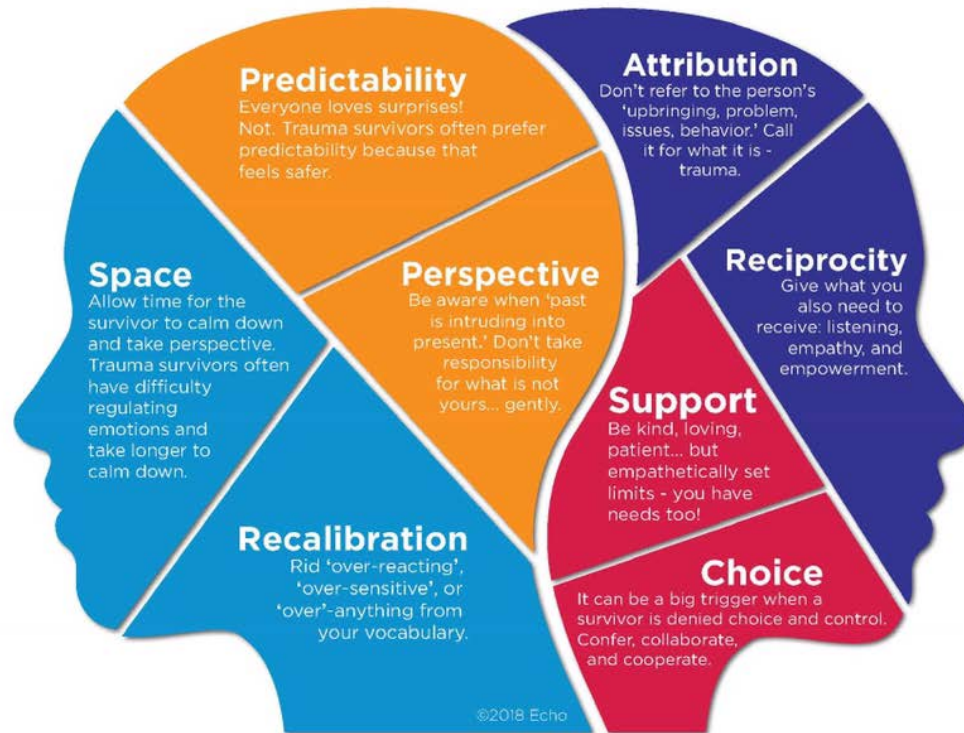 Predictability
Everyone loves surprises!
Not. Trauma survivors often prefer
predictability because that
feels safer.
Attribution
Don't refer to the person's
'upbringing, problem,
issues, behavior.' Call
it for what it is -
trauma.
Space
Allow time for the
survivor to calm down
and take perspective.
Trauma survivors often
have difficulty
regulating
emotions and
take longer to
calm down.
Perspective
Be aware when 'past
is intruding into
present.' Don't take
responsibility
for what is not
yours... gently.
Reciprocity
Give what you
also need to
receive: listening,
empathy, and
empowerment.
Support
Be kind, loving,
patient... but
empathetically set
limits - you have
needs too!
Recalibration
Rid 'over-reacting',
'over-sensitive', or
'over'-anything from
your vocabulary.
Choice
It can be a big trigger when a
survivor is denied choice and control.
Confer, collaborate,
and cooperate.
©2018 Echo